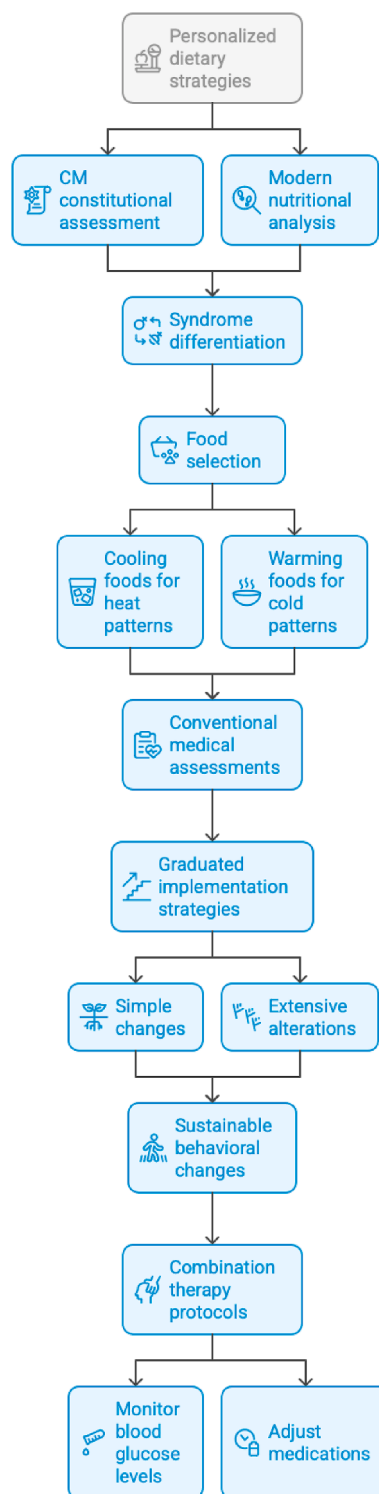 Personalized
dietary
strategies
CM
constitutional
assessment
Modern
nutritional
analysis
Syndrome
differentiation
Food
selection
Cooling
foods for
heat
patterns
Warming
foods for
cold
patterns
Conventional
medical
assessments
Graduated
implementation
strategies
Simple
changes
Extensive
alterations
Sustainable
behavioral
changes
Combination
therapy
protocols
Monitor
blood
glucose
levels
Adjust
medications